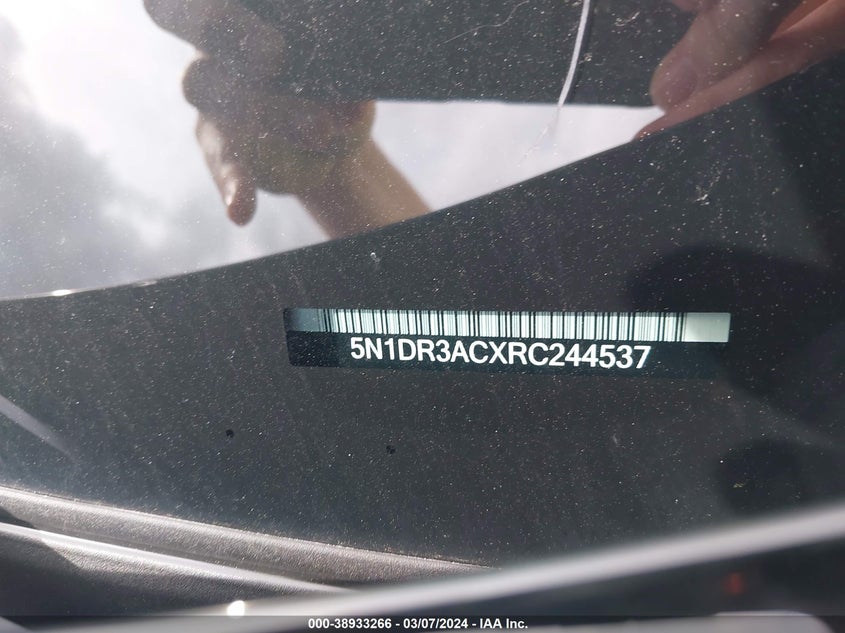 5N1DR3ACXRC244537
000-38933266 - 03/07/2024 - IAA Inc.